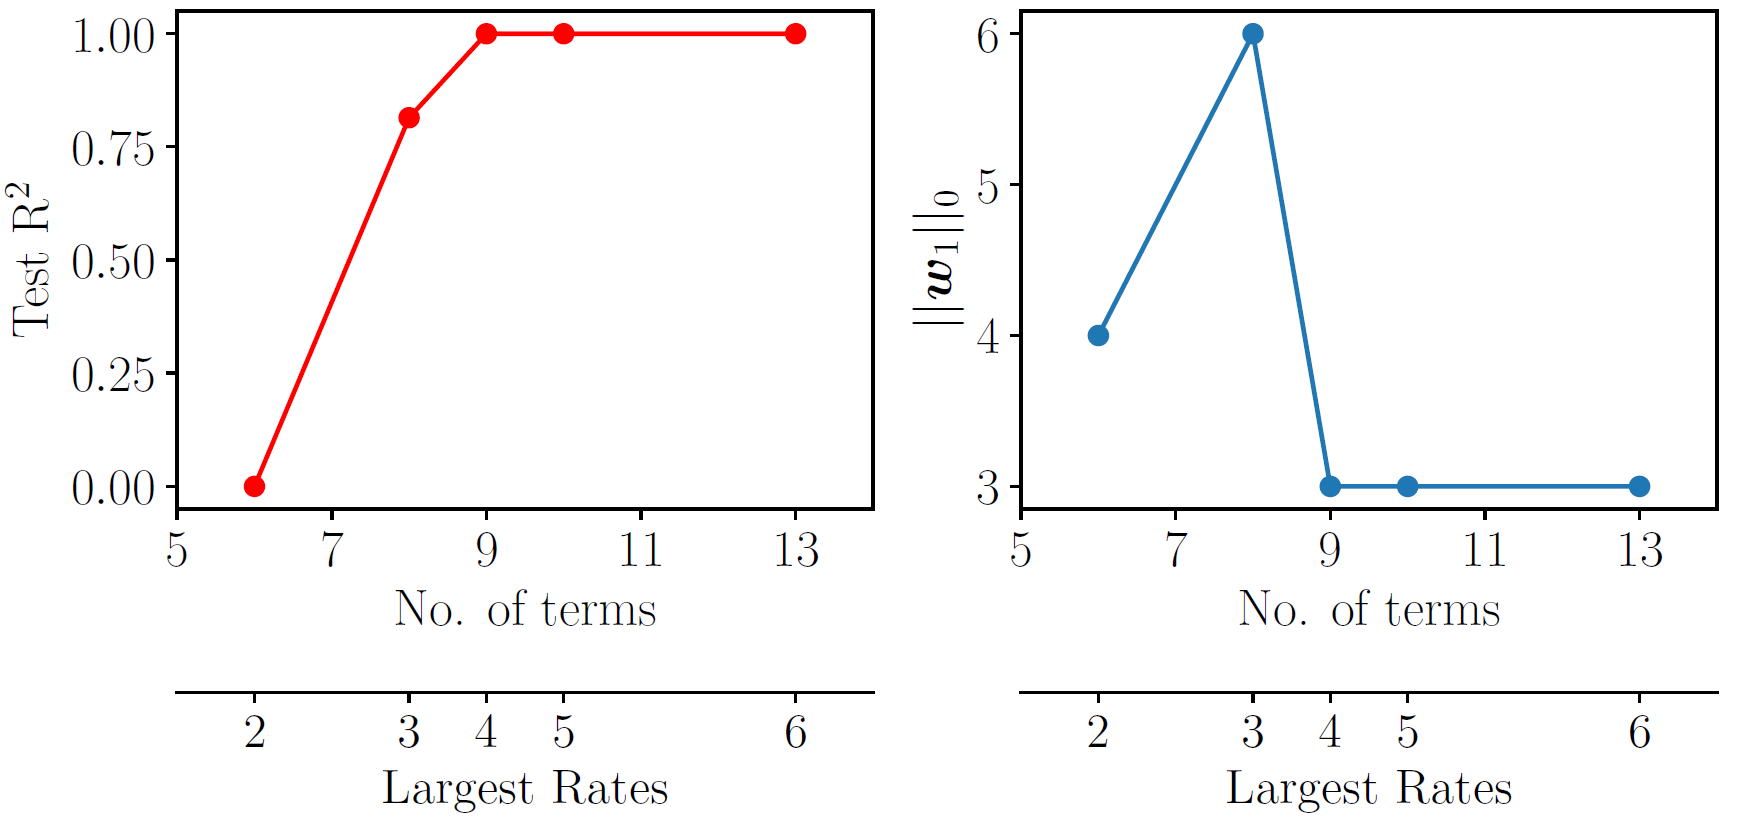 Test R²
1.00
0.75
0.50
0.25
0.00
5 7 9 11 13
No. of terms
2 3 4 5 6
Largest Rates
||w₁||₀
6
5
4
3
5 7 9 11 13
No. of terms
2 3 4 5 6
Largest Rates